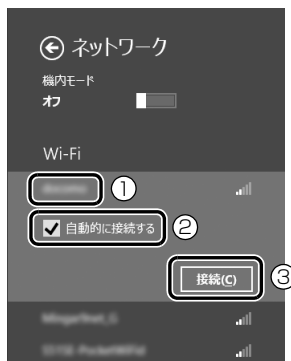 ネットワーク
機内モード
オフ
Wi-Fi
①
自動的に接続する ②
接続(C) ③